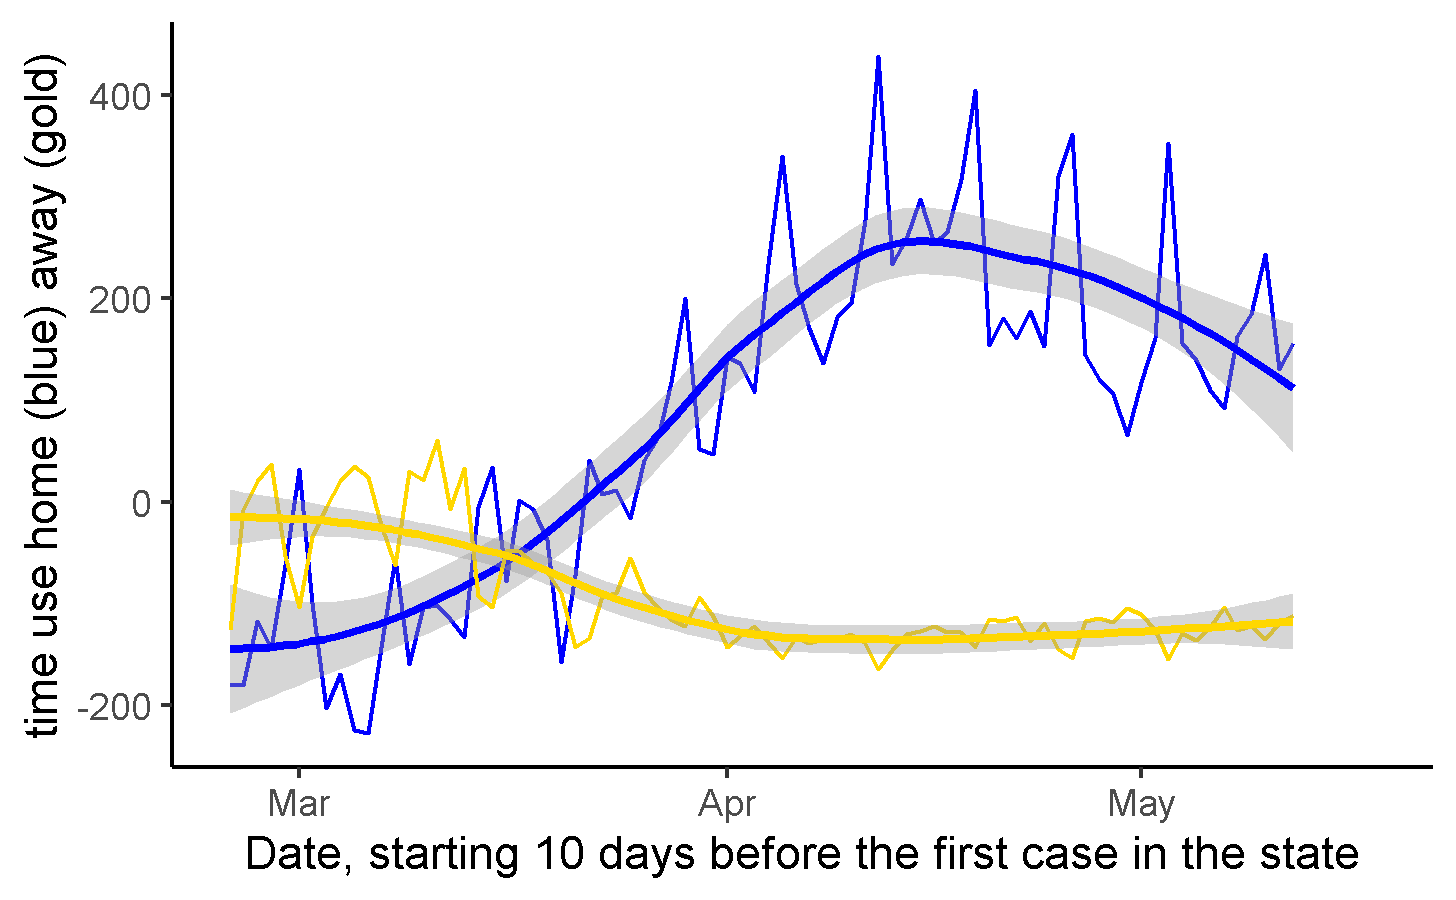 time use home (blue) away (gold)
400
200
0
-200
Mar
Apr
May
Date, starting 10 days before the first case in the state